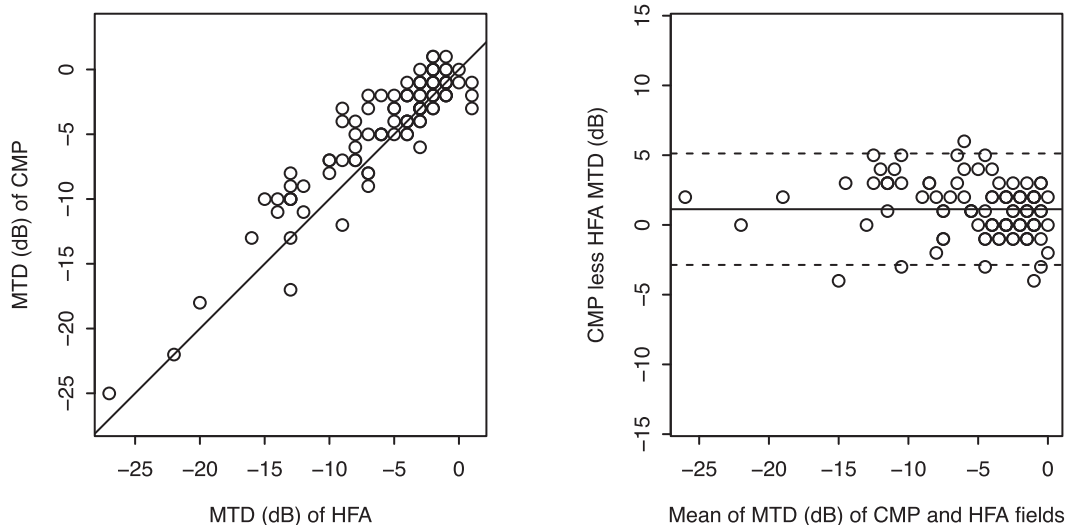 MTD (dB) of CMP
0
−5
−10
−15
−20
−25
−25 −20 −15 −10 −5 0
MTD (dB) of HFA
CMP less HFA MTD (dB)
15
10
5
0
−5
−10
−15
−25 −20 −15 −10 −5 0
Mean of MTD (dB) of CMP and HFA fields